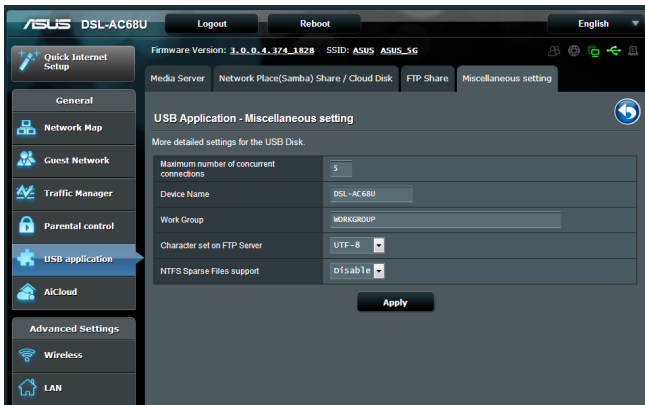 ASUS DSL-AC68U
Logout
Reboot
English
Quick Internet
Setup
Firmware Version: 3.0.0.4.374_1828 SSID: ASUS ASUS_5G
Media Server
Network Place(Samba) Share / Cloud Disk
FTP Share
Miscellaneous setting
General
Network Map
Guest Network
Traffic Manager
Parental control
USB application
AiCloud
Advanced Settings
Wireless
LAN
USB Application - Miscellaneous setting
More detailed settings for the USB Disk.
Maximum number of concurrent
connections
5
Device Name
DSL-AC68U
Work Group
WORKGROUP
Character set on FTP Server
UTF-8
NTFS Sparse Files support
Disable
Apply